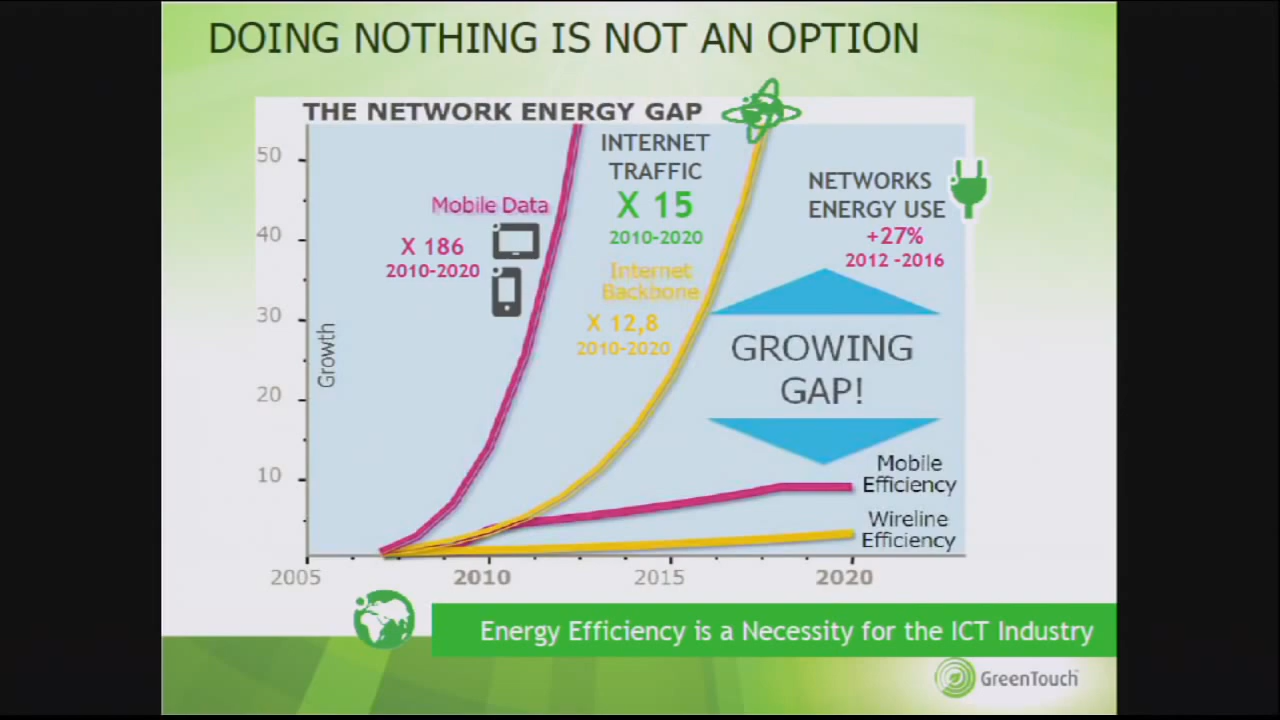 DOING NOTHING IS NOT AN OPTION
THE NETWORK ENERGY GAP
50
40
30
20
10
Growth
Mobile Data
X 186
2010-2020
INTERNET
TRAFFIC
X 15
2010-2020
Internet
Backbone
X 12,8
2010-2020
NETWORKS
ENERGY USE
+27%
2012 -2016
GROWING
GAP!
Mobile
Efficiency
Wireline
Efficiency
2005
2010
2015
2020
Energy Efficiency is a Necessity for the ICT Industry
GreenTouch